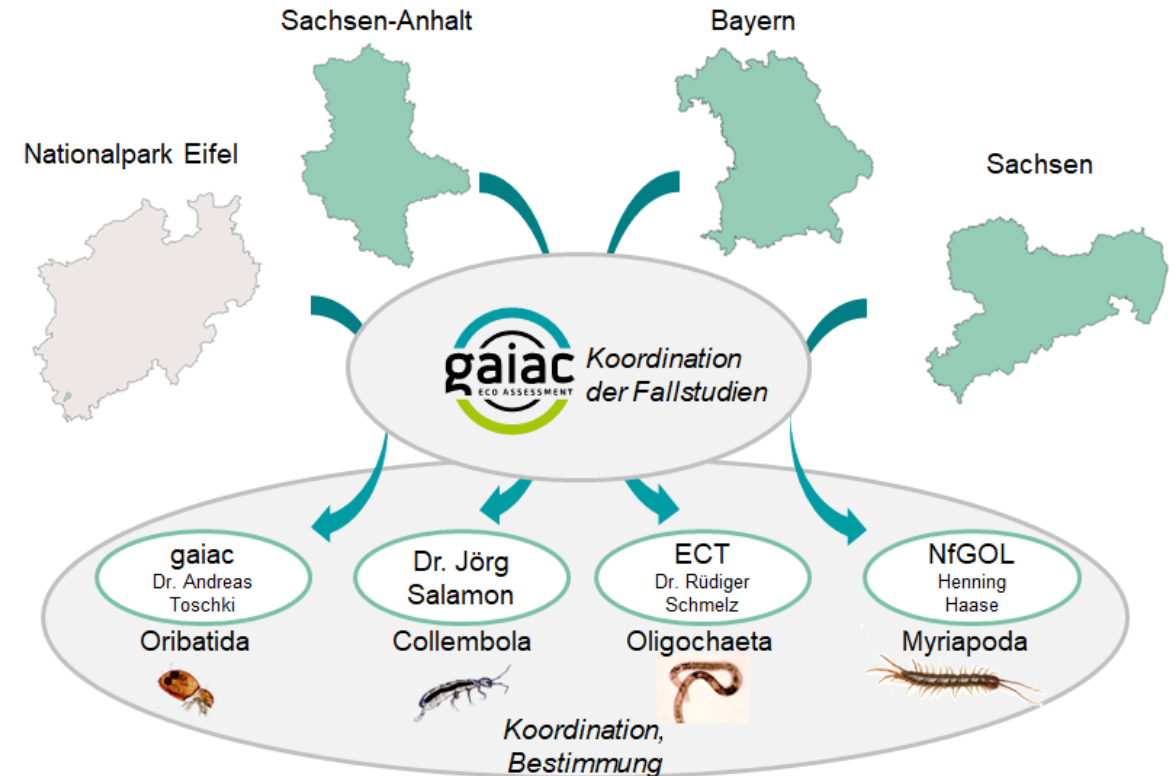 Sachsen-Anhalt
Bayern
Nationalpark Eifel
Sachsen
gaiac
ECO ASSESSMENT
Koordination
der Fallstudien
gaiac
Dr. Andreas
Toschki
Oribatida
Dr. Jörg
Salamon
Collembola
ECT
Dr. Rüdiger
Schmelz
Oligochaeta
NfGOL
Henning
Haase
Myriapoda
Koordination,
Bestimmung